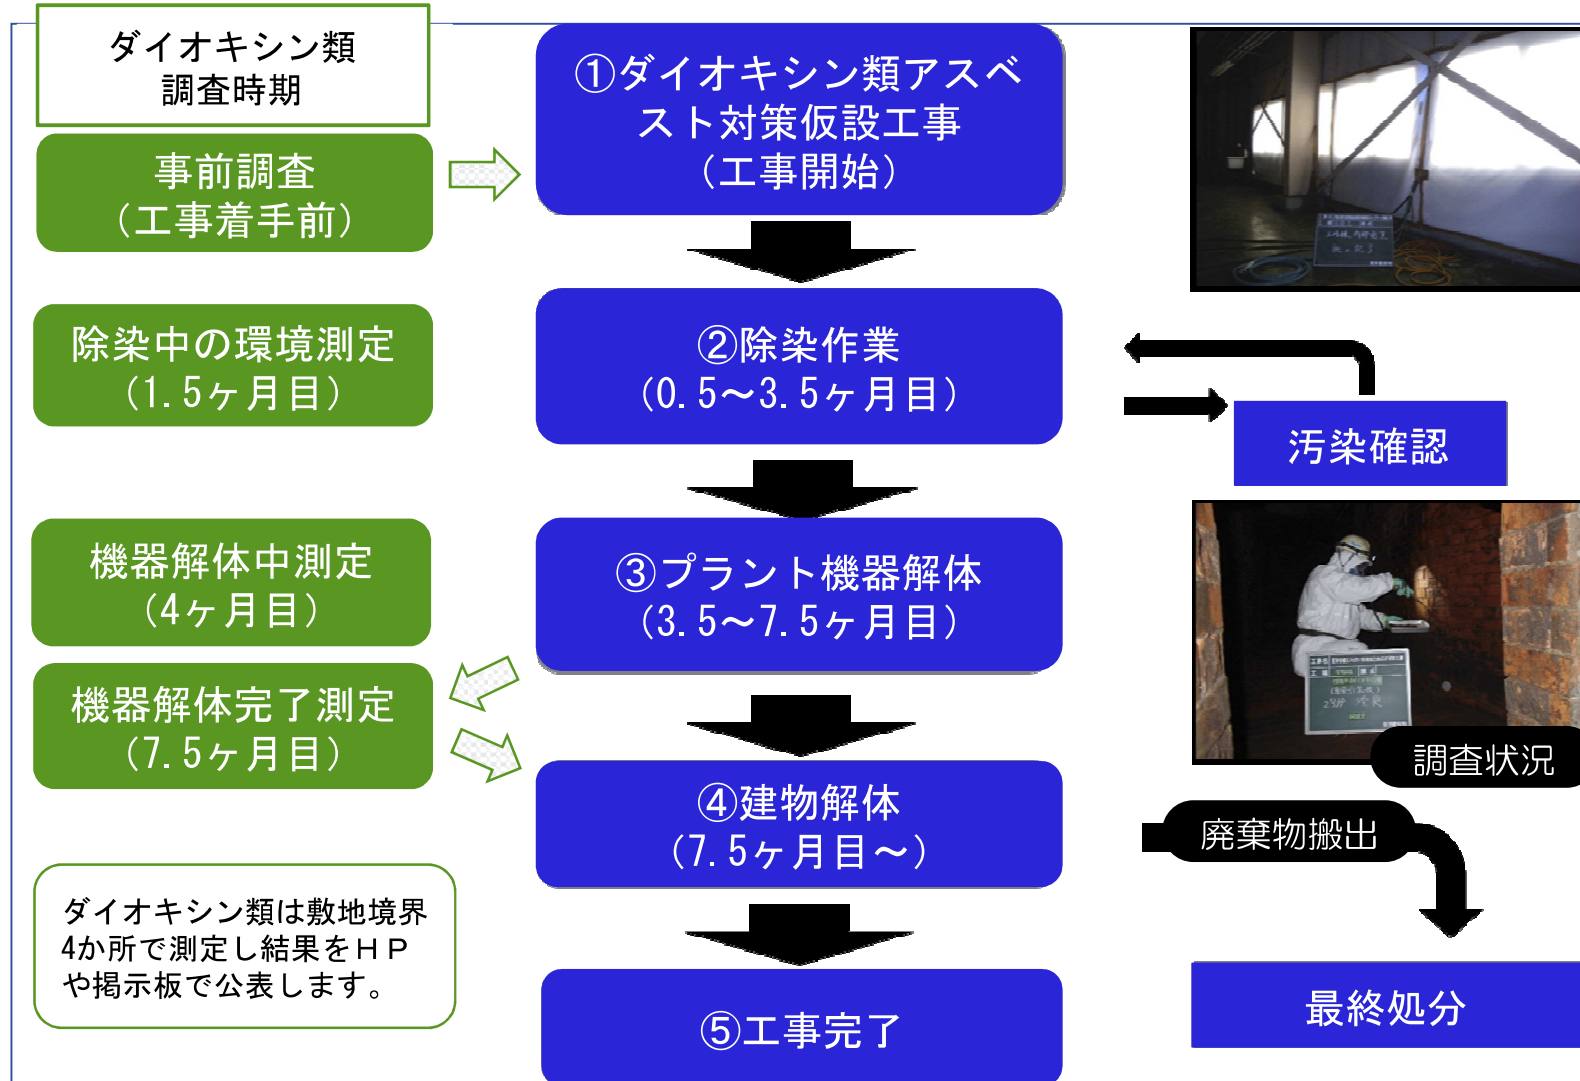 ダイオキシン類
調査時期
事前調査
（工事着手前）
①ダイオキシン類アスベ
スト対策仮設工事
（工事開始）
除染中の環境測定
（1.5ヶ月目）
②除染作業
（0.5～3.5ヶ月目）
汚染確認
機器解体中測定
（4ヶ月目）
③プラント機器解体
（3.5～7.5ヶ月目）
機器解体完了測定
（7.5ヶ月目）
調査状況
④建物解体
（7.5ヶ月目～）
廃棄物搬出
ダイオキシン類は敷地境界
4か所で測定し結果をＨＰ
や掲示板で公表します。
⑤工事完了
最終処分